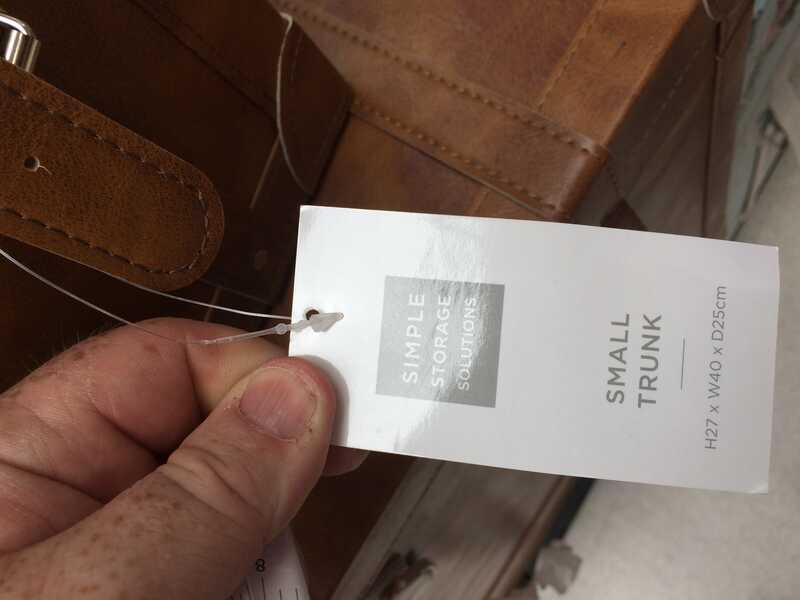 SIMPLE
STORAGE
SOLUTIONS
SMALL
TRUNK
H27 x W40 x D25cm
8